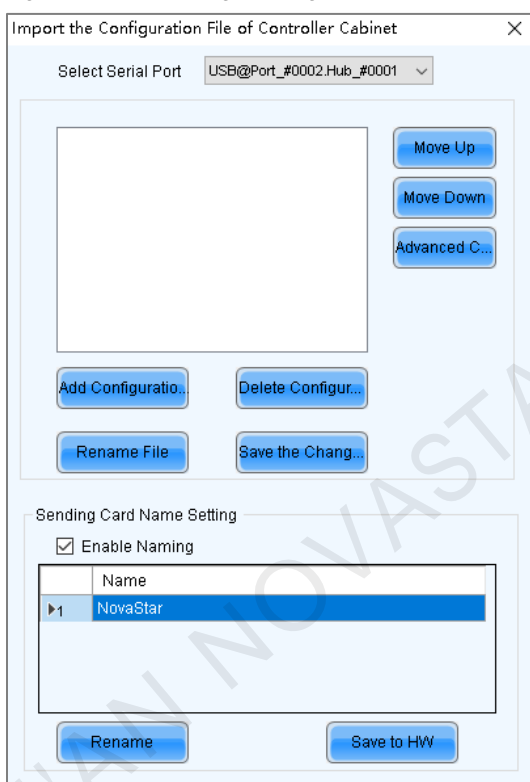 Import the Configuration File of Controller Cabinet
Select Serial Port USB@Port_#0002.Hub_#0001
Move Up
Move Down
Advanced C...
Add Configuratio... Delete Configur...
Rename File Save the Chang...
Sending Card Name Setting
Enable Naming
Name
1 NovaStar
Rename Save to HW